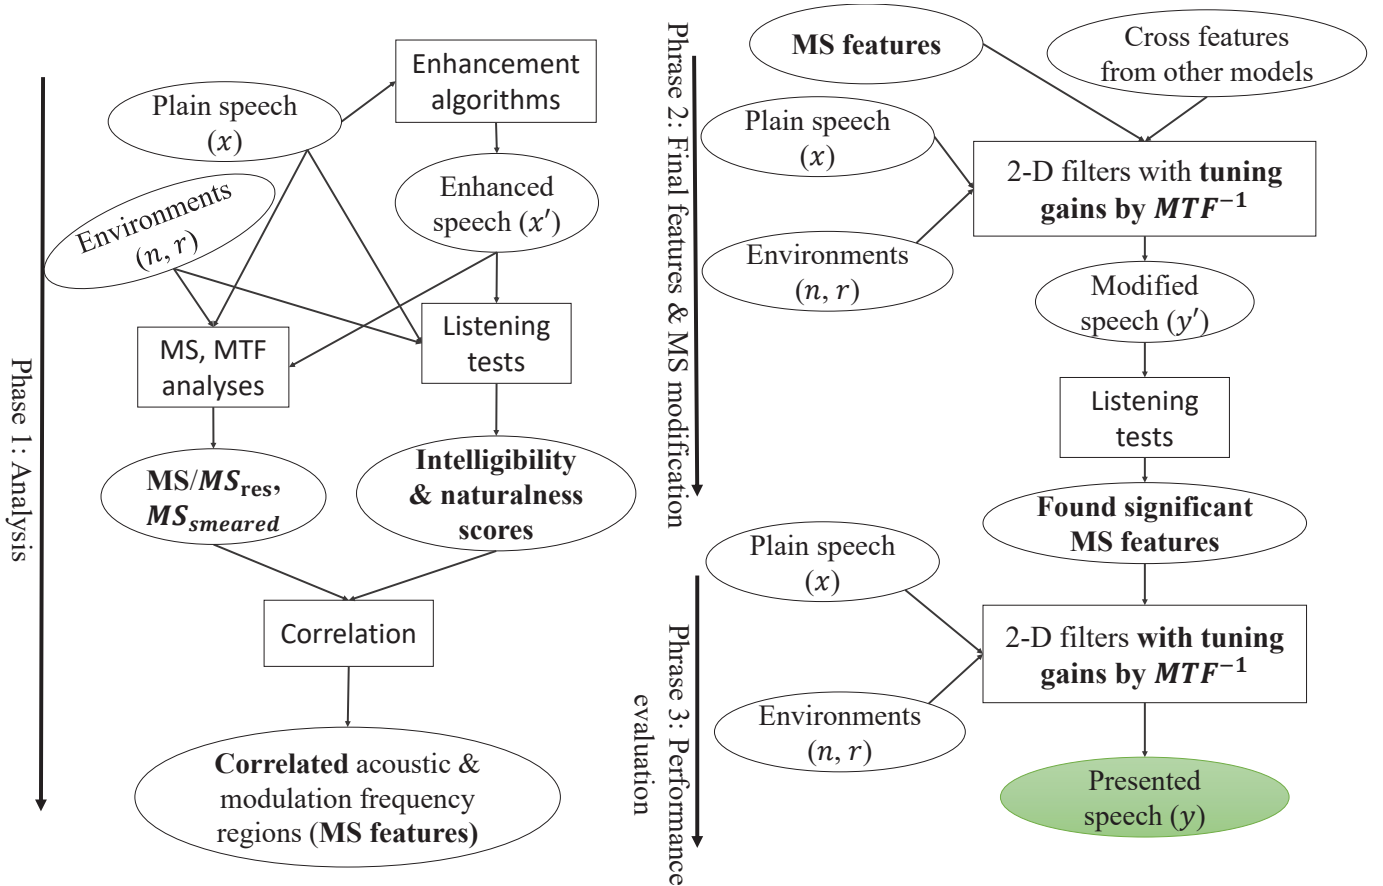 Phase 1: Analysis
Enhancement
algorithms
Plain speech
(x)
Environments
(n, r)
Enhanced
speech (x′)
MS, MTF
analyses
Listening
tests
MS/MS_res,
MS_smeared
Intelligibility
& naturalness
scores
Correlation
Correlated acoustic &
modulation frequency
regions (MS features)
Phrase 2: Final features & MS modification
MS features
Cross features
from other models
Plain speech
(x)
2-D filters with tuning
gains by MTF⁻¹
Environments
(n, r)
Modified
speech (y′)
Listening
tests
Found significant
MS features
Phrase 3: Performance
evaluation
Plain speech
(x)
2-D filters with tuning
gains by MTF⁻¹
Environments
(n, r)
Presented
speech (y)